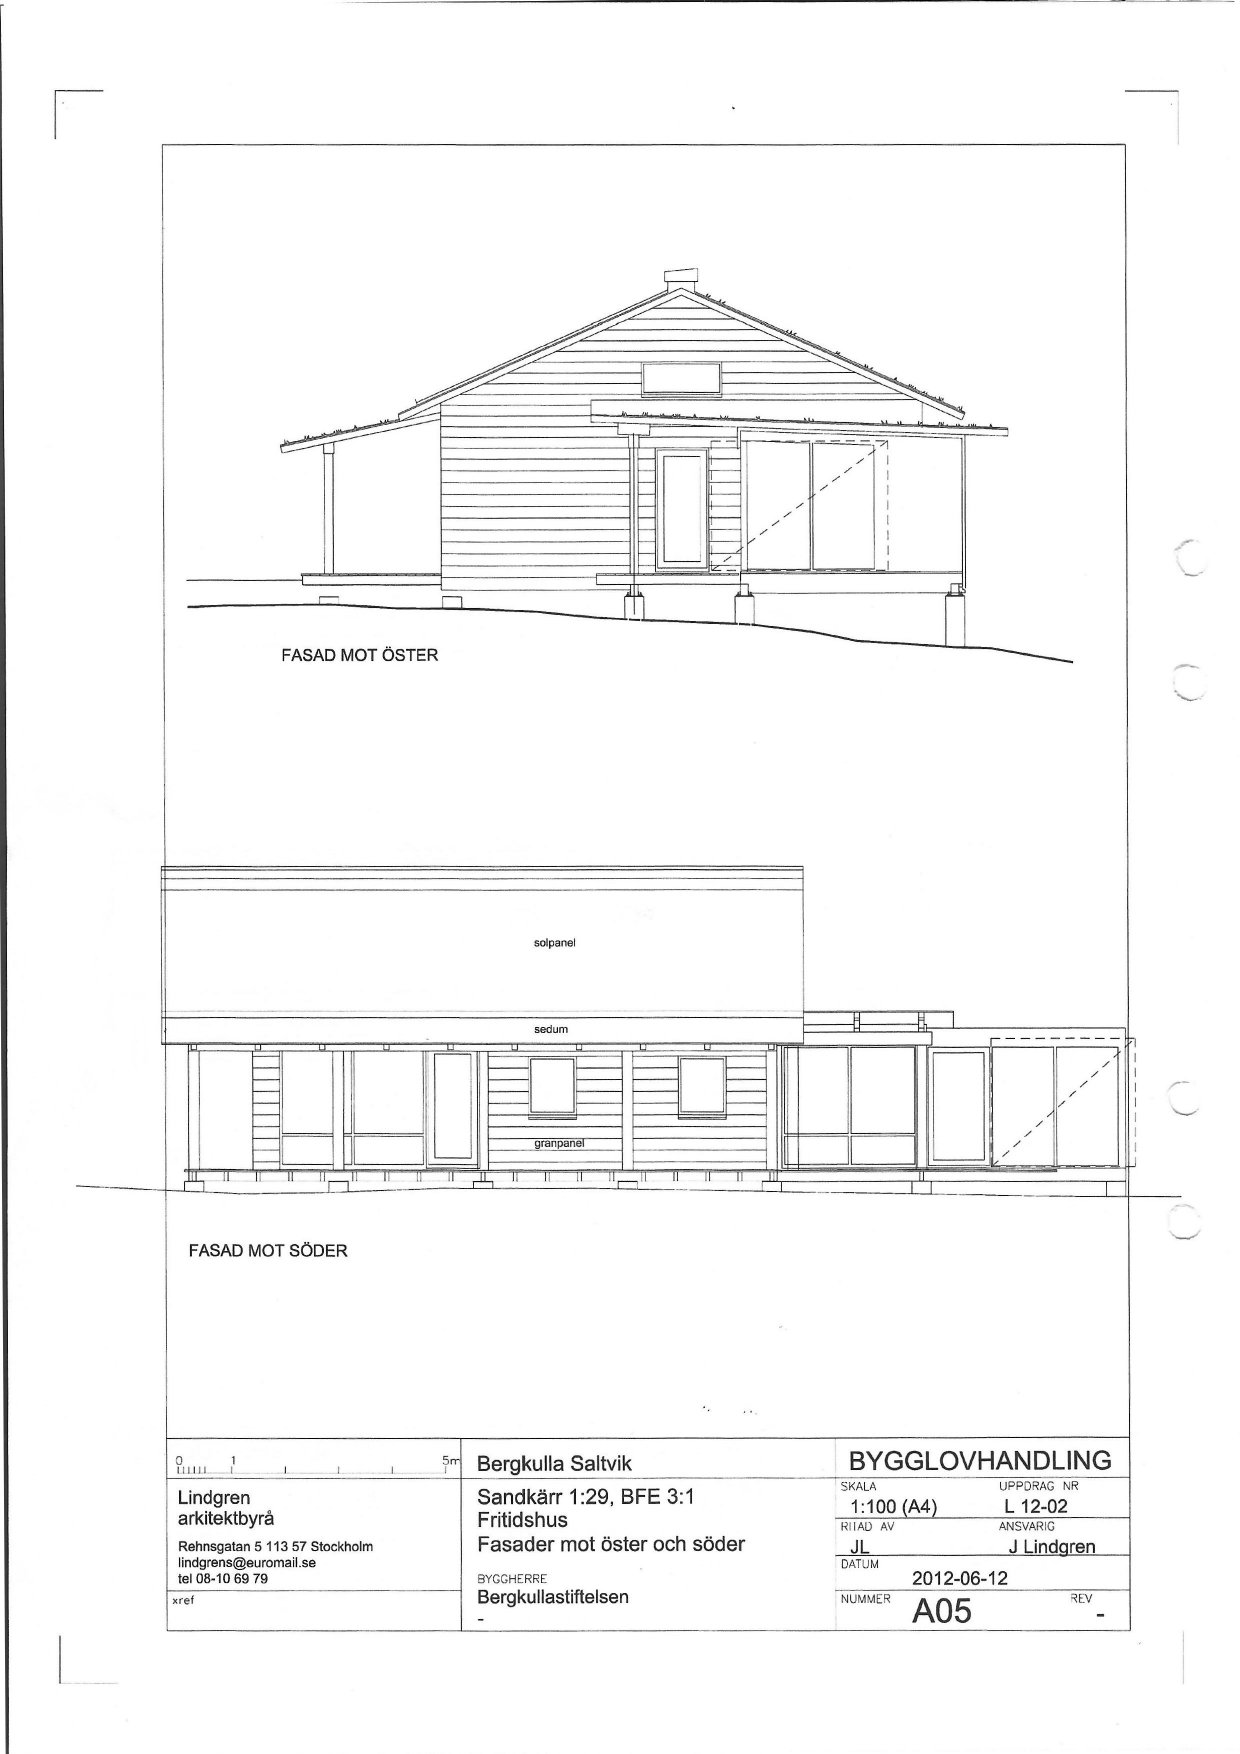 FASAD MOT ÖSTER
solpanel
sedum
granpanel
FASAD MOT SÖDER
0 1 5m
Lindgren
arkitektbyrå
Rehnsgatan 5 113 57 Stockholm
lindgrens@euromail.se
tel 08-10 69 79
xref
Bergkulla Saltvik
Sandkärr 1:29, BFE 3:1
Fritidshus
Fasader mot öster och söder
BYGGHERRE
Bergkullastiftelsen
-
BYGGLOVHANDLING
SKALA UPPDRAG NR
1:100 (A4) L 12-02
RITAD AV ANSVARIG
JL J Lindgren
DATUM
2012-06-12
NUMMER REV
A05 -